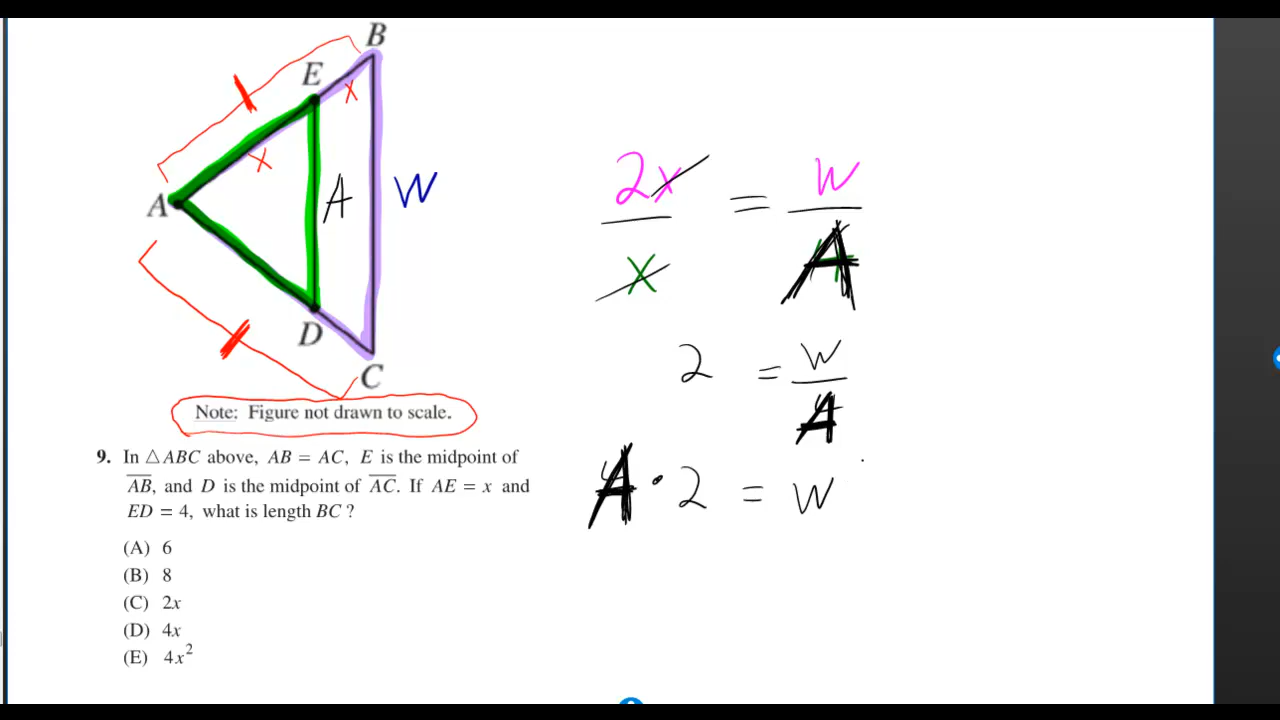 B
E
x
x
A
A
W
D
C
2x = w
x A
2 = w
A
A · 2 = w
Note: Figure not drawn to scale.
9. In △ABC above, AB = AC, E is the midpoint of
AB, and D is the midpoint of AC. If AE = x and
ED = 4, what is length BC ?
(A) 6
(B) 8
(C) 2x
(D) 4x
(E) 4x²